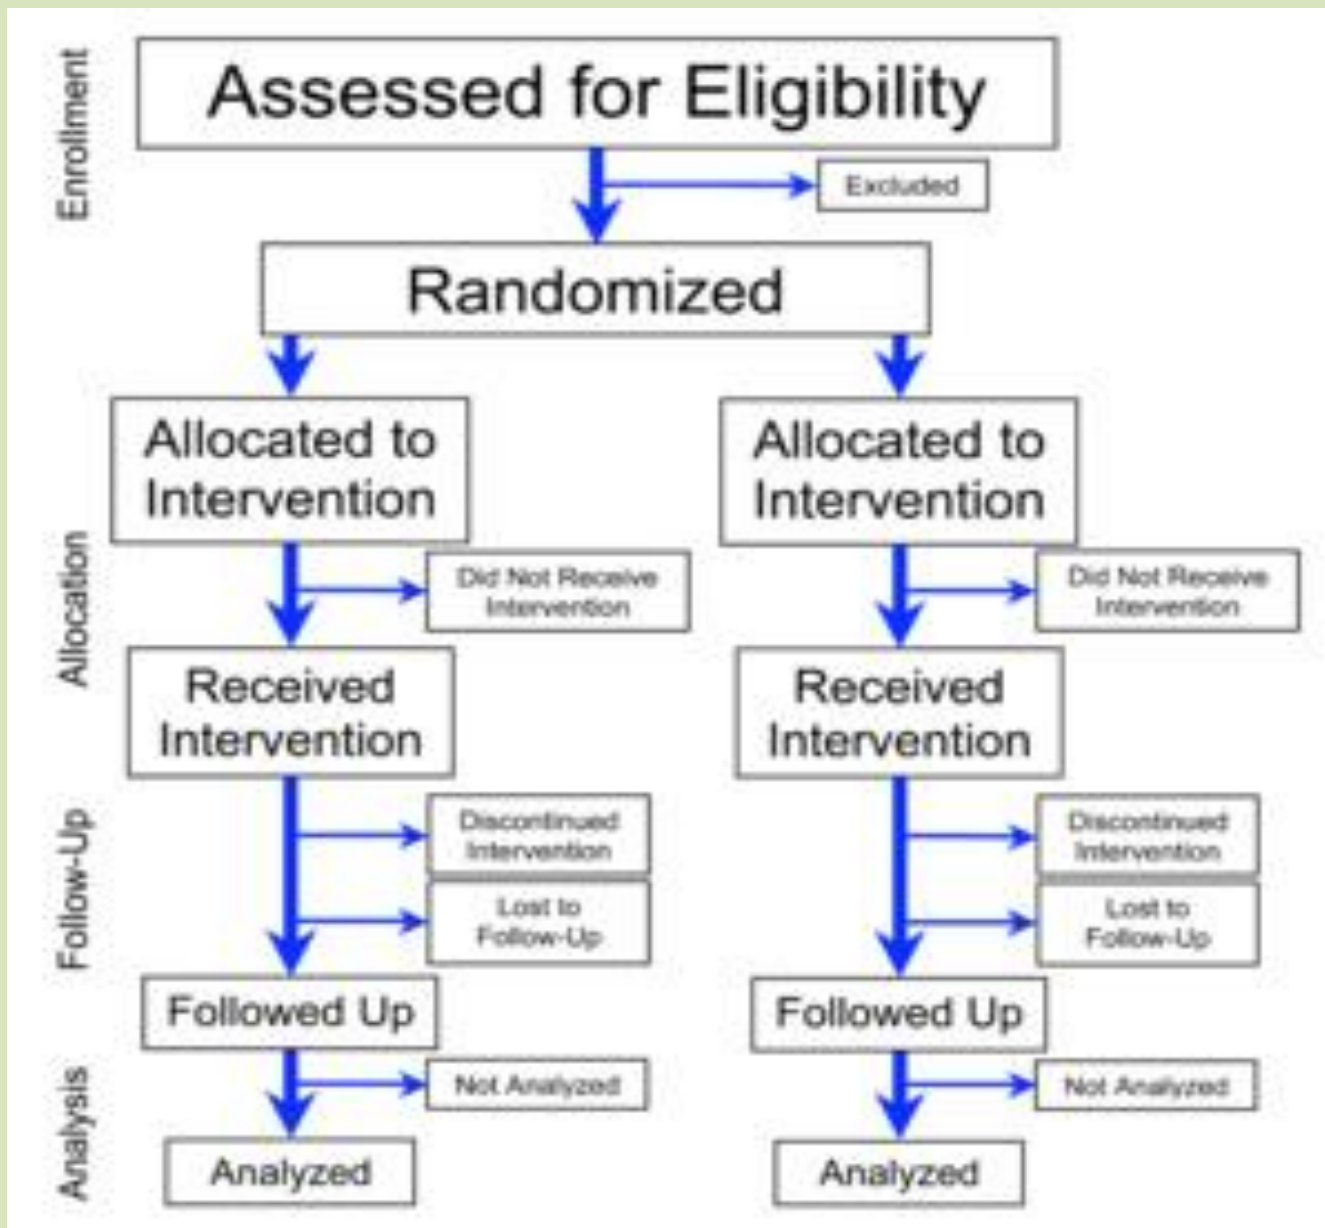 Enrollment
Assessed for Eligibility
Excluded
Randomized
Allocation
Allocated to
Intervention
Allocated to
Intervention
Did Not Receive
Intervention
Did Not Receive
Intervention
Received
Intervention
Received
Intervention
Follow-Up
Discontinued
Intervention
Discontinued
Intervention
Lost to
Follow-Up
Lost to
Follow-Up
Followed Up
Followed Up
Analysis
Not Analyzed
Not Analyzed
Analyzed
Analyzed